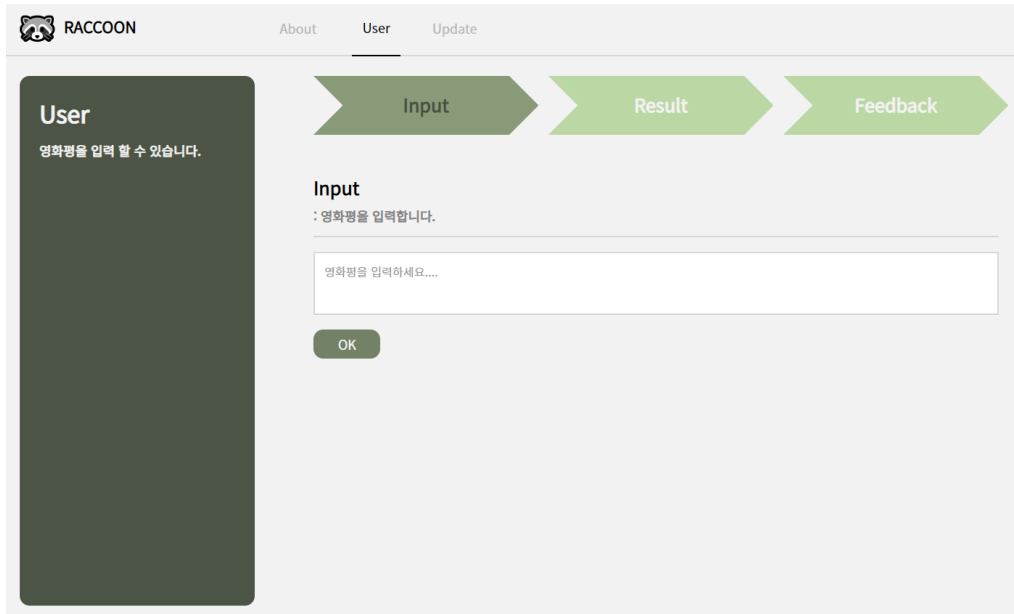 RACCOON
About User Update
User
영화평을 입력 할 수 있습니다.
Input Result Feedback
Input
: 영화평을 입력합니다.
영화평을 입력하세요....
OK